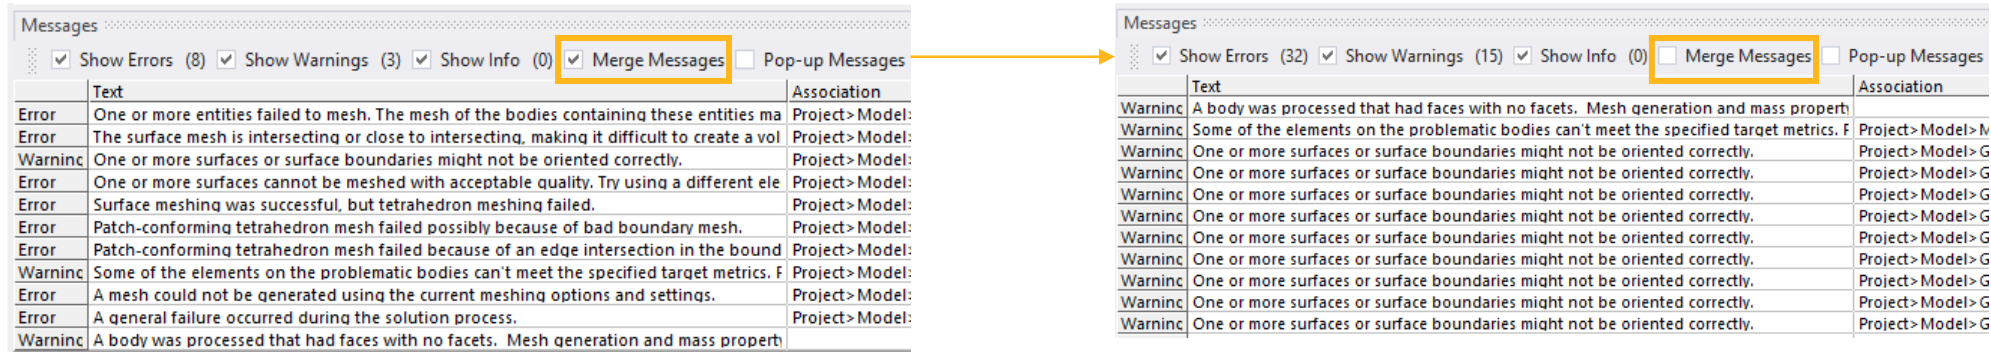 Messages
Show Errors (8) Show Warnings (3) Show Info (0) Merge Messages Pop-up Messages
Text Association
Error One or more entities failed to mesh. The mesh of the bodies containing these entities ma Project>Model>
Error The surface mesh is intersecting or close to intersecting, making it difficult to create a vol Project>Model>
Warning One or more surfaces or surface boundaries might not be oriented correctly. Project>Model>
Error One or more surfaces cannot be meshed with acceptable quality. Try using a different ele Project>Model>
Error Surface meshing was successful, but tetrahedron meshing failed. Project>Model>
Error Patch-conforming tetrahedron mesh failed possibly because of bad boundary mesh. Project>Model>
Error Patch-conforming tetrahedron mesh failed because of an edge intersection in the bound Project>Model>
Warning Some of the elements on the problematic bodies can't meet the specified target metrics. Project>Model>
Error A mesh could not be generated using the current meshing options and settings. Project>Model>
Error A general failure occurred during the solution process. Project>Model>
Warning A body was processed that had faces with no facets. Mesh generation and mass property
Messages
Show Errors (32) Show Warnings (15) Show Info (0) Merge Messages Pop-up Messages
Text Association
Warning A body was processed that had faces with no facets. Mesh generation and mass property
Warning Some of the elements on the problematic bodies can't meet the specified target metrics. Project>Model>M
Warning One or more surfaces or surface boundaries might not be oriented correctly. Project>Model>G
Warning One or more surfaces or surface boundaries might not be oriented correctly. Project>Model>G
Warning One or more surfaces or surface boundaries might not be oriented correctly. Project>Model>G
Warning One or more surfaces or surface boundaries might not be oriented correctly. Project>Model>G
Warning One or more surfaces or surface boundaries might not be oriented correctly. Project>Model>G
Warning One or more surfaces or surface boundaries might not be oriented correctly. Project>Model>G
Warning One or more surfaces or surface boundaries might not be oriented correctly. Project>Model>G
Warning One or more surfaces or surface boundaries might not be oriented correctly. Project>Model>G
Warning One or more surfaces or surface boundaries might not be oriented correctly. Project>Model>G